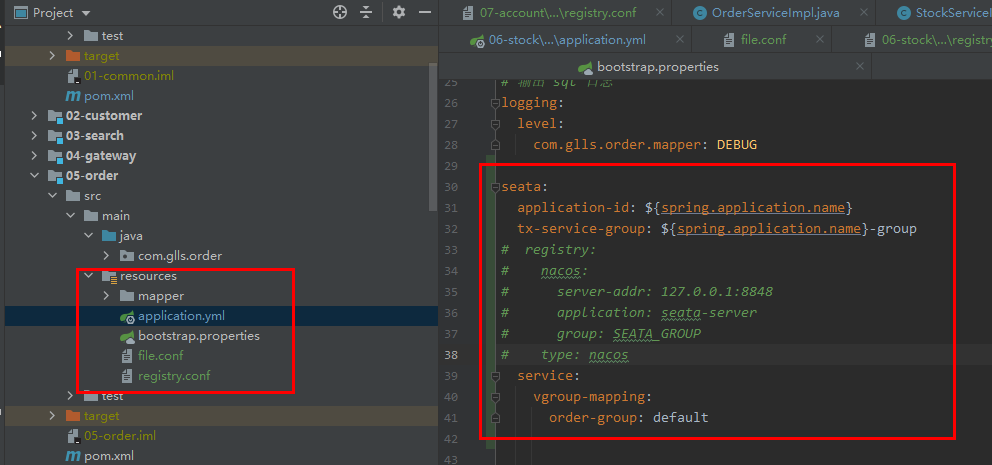 Project
test
target
01-common.iml
pom.xml
02-customer
03-search
04-gateway
05-order
src
main
java
com.glls.order
resources
mapper
application.yml
bootstrap.properties
file.conf
registry.conf
test
target
05-order.iml
pom.xml
07-account\...\registry.conf
OrderServiceImpl.java
StockServiceI
06-stock\...\application.yml
file.conf
06-stock\...\registry
bootstrap.properties
25 # 输出 sql 日志
26 logging:
27 level:
28 com.glls.order.mapper: DEBUG
29
30 seata:
31 application-id: ${spring.application.name}
32 tx-service-group: ${spring.application.name}-group
33 # registry:
34 # nacos:
35 # server-addr: 127.0.0.1:8848
36 # application: seata-server
37 # group: SEATA_GROUP
38 # type: nacos
39 service:
40 vgroup-mapping:
41 order-group: default
42